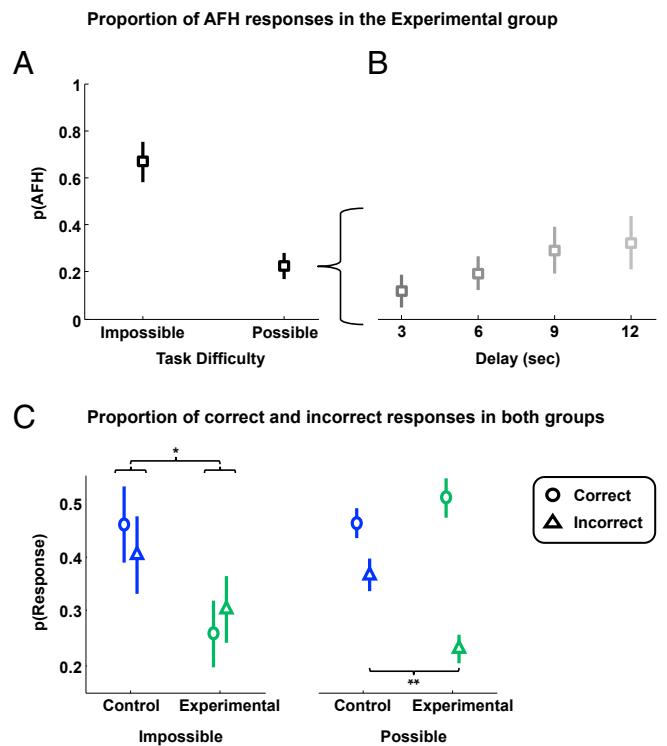 Proportion of AFH responses in the Experimental group
A
B
1
0.8
0.6
0.4
0.2
0
p(AFH)
Impossible
Possible
Task Difficulty
3
6
9
12
Delay (sec)
C
Proportion of correct and incorrect responses in both groups
*
0.5
0.4
0.3
0.2
p(Response)
Correct
Incorrect
**
Control
Experimental
Control
Experimental
Impossible
Possible